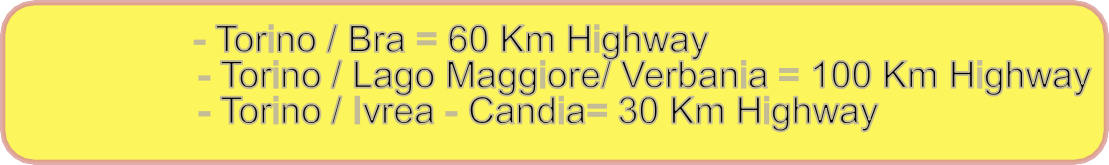 - Torino / Bra = 60 Km Highway
- Torino / Lago Maggiore/ Verbania = 100 Km Highway
- Torino / Ivrea - Candia= 30 Km Highway